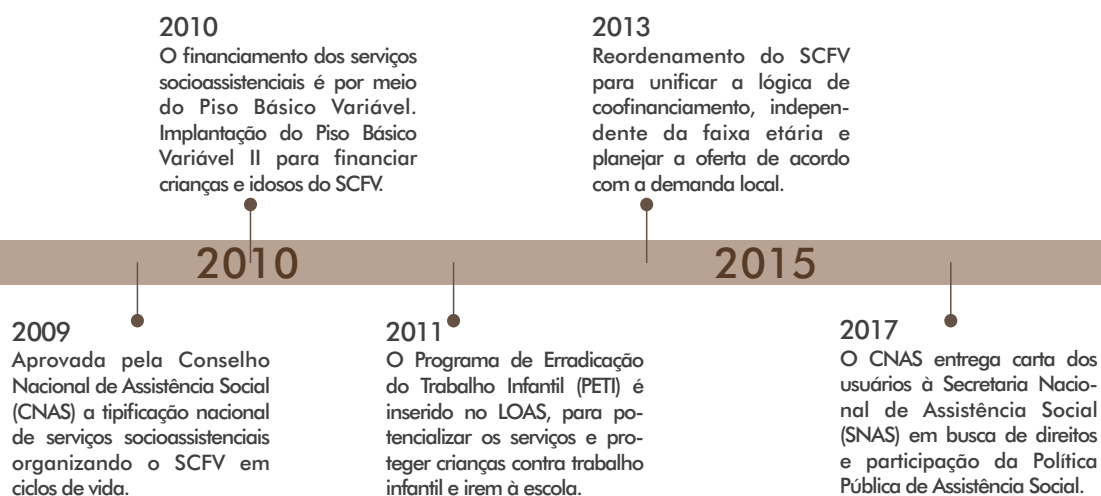 2010
O financiamento dos serviços
socioassistenciais é por meio
do Piso Básico Variável.
Implantação do Piso Básico
Variável II para financiar
crianças e idosos do SCFV.
2013
Reordenamento do SCFV
para unificar a lógica de
coofinanciamento, indepen-
dente da faixa etária e
planejar a oferta de acordo
com a demanda local.
2010
2015
2009
Aprovada pela Conselho
Nacional de Assistência Social
(CNAS) a tipificação nacional
de serviços socioassistenciais
organizando o SCFV em
ciclos de vida.
2011
O Programa de Erradicação
do Trabalho Infantil (PETI) é
inserido no LOAS, para po-
tencializar os serviços e pro-
teger crianças contra trabalho
infantil e irem à escola.
2017
O CNAS entrega carta dos
usuários à Secretaria Nacio-
nal de Assistência Social
(SNAS) em busca de direitos
e participação da Política
Pública de Assistência Social.